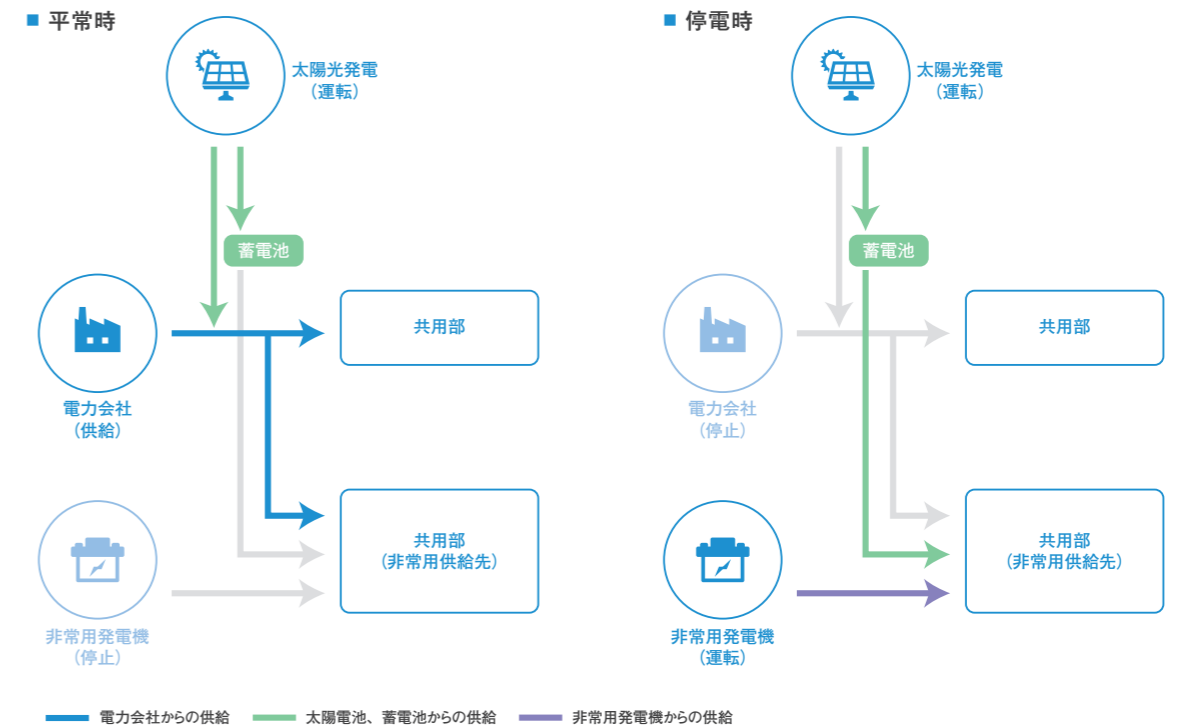 平常時
太陽光発電
（運転）
蓄電池
共用部
電力会社
（供給）
共用部
（非常用供給先）
非常用発電機
（停止）
停電時
太陽光発電
（運転）
蓄電池
共用部
電力会社
（停止）
共用部
（非常用供給先）
非常用発電機
（運転）
電力会社からの供給
太陽電池、蓄電池からの供給
非常用発電機からの供給